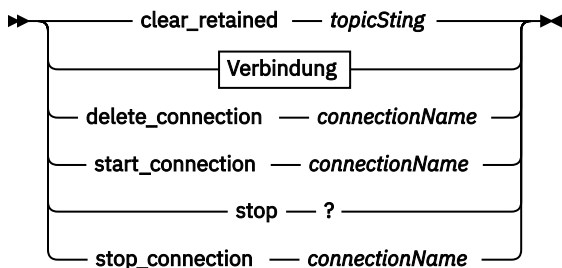 clear_retained topicSting
Verbindung
delete_connection connectionName
start_connection connectionName
stop ?
stop_connection connectionName